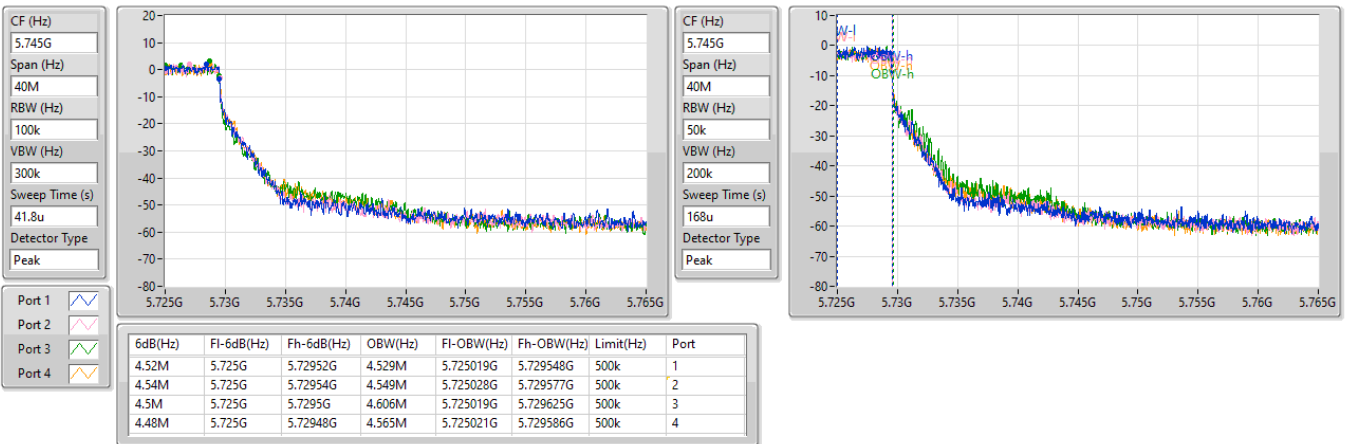 CF (Hz)
5.745G
Span (Hz)
40M
RBW (Hz)
100k
VBW (Hz)
300k
Sweep Time (s)
41.8u
Detector Type
Peak
20
10
0
-10
-20
-30
-40
-50
-60
-70
-80
5.725G 5.73G 5.735G 5.74G 5.745G 5.75G 5.755G 5.76G 5.765G
CF (Hz)
5.745G
Span (Hz)
40M
RBW (Hz)
50k
VBW (Hz)
200k
Sweep Time (s)
168u
Detector Type
Peak
10
0
-10
-20
-30
-40
-50
-60
-70
-80
W-l
OBW-h
OBW-h
5.725G 5.73G 5.735G 5.74G 5.745G 5.75G 5.755G 5.76G 5.765G
Port 1
Port 2
Port 3
Port 4
6dB(Hz) Fl-6dB(Hz) Fh-6dB(Hz) OBW(Hz) Fl-OBW(Hz) Fh-OBW(Hz) Limit(Hz) Port
4.52M 5.725G 5.72952G 4.529M 5.725019G 5.729548G 500k 1
4.54M 5.725G 5.72954G 4.549M 5.725028G 5.729577G 500k 2
4.5M 5.725G 5.7295G 4.606M 5.725019G 5.729625G 500k 3
4.48M 5.725G 5.72948G 4.565M 5.725021G 5.729586G 500k 4